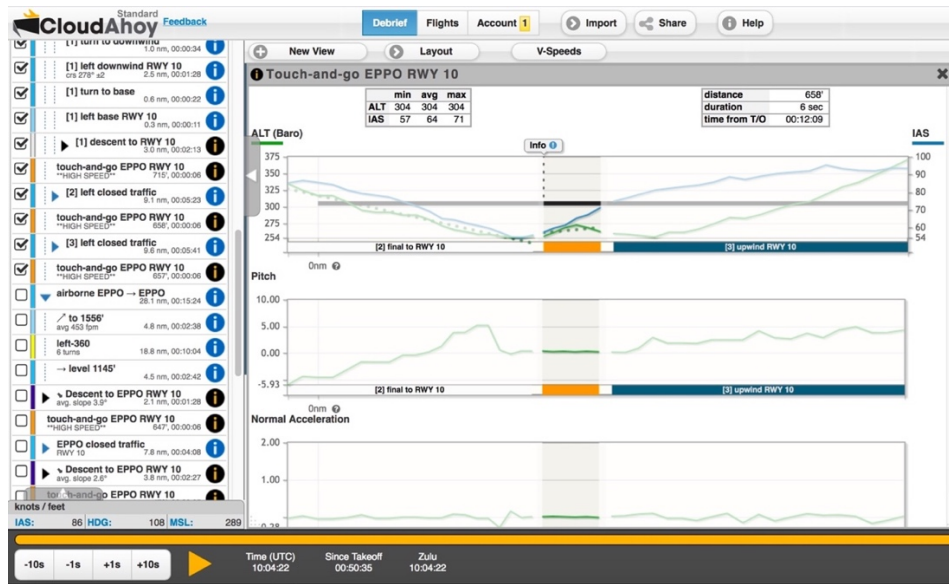 Standard
CloudAhoy Feedback
Debrief Flights Account 1 Import Share Help
New View Layout V-Speeds
[1] turn to downwind
1.0 nm, 00:00:34
[1] left downwind RWY 10
crs 278° ±2 2.5 nm, 00:01:28
[1] turn to base
0.6 nm, 00:00:22
[1] left base RWY 10
0.3 nm, 00:00:11
[1] descent to RWY 10
3.0 nm, 00:02:13
touch-and-go EPPO RWY 10
**HIGH SPEED** 715', 00:00:06
[2] left closed traffic
9.1 nm, 00:05:23
touch-and-go EPPO RWY 10
**HIGH SPEED** 658', 00:00:06
[3] left closed traffic
9.6 nm, 00:05:41
touch-and-go EPPO RWY 10
**HIGH SPEED** 657', 00:00:06
airborne EPPO → EPPO
28.1 nm, 00:15:24
↗ to 1556'
avg 453 fpm 4.8 nm, 00:02:38
left-360
6 turns 18.8 nm, 00:10:04
→ level 1145'
4.5 nm, 00:02:42
↘ Descent to EPPO RWY 10
avg. slope 3.9° 2.1 nm, 00:01:28
touch-and-go EPPO RWY 10
**HIGH SPEED** 647', 00:00:06
EPPO closed traffic
RWY 10 7.8 nm, 00:04:08
↘ Descent to EPPO RWY 10
avg. slope 2.6° 3.8 nm, 00:02:27
touch-and-go EPPO RWY 10
knots / feet
IAS: 86 HDG: 108 MSL: 289
Touch-and-go EPPO RWY 10
min avg max
ALT 304 304 304
IAS 57 64 71
distance 658'
duration 6 sec
time from T/O 00:12:09
ALT (Baro) IAS
Info
375 100
350 90
325 80
300 70
275 60
254 54
[2] final to RWY 10 [3] upwind RWY 10
0nm
Pitch
10.00
5.00
0.00
-5.93
[2] final to RWY 10 [3] upwind RWY 10
0nm
Normal Acceleration
2.00
1.00
0.28
-10s -1s +1s +10s
Time (UTC) Since Takeoff Zulu
10:04:22 00:50:35 10:04:22